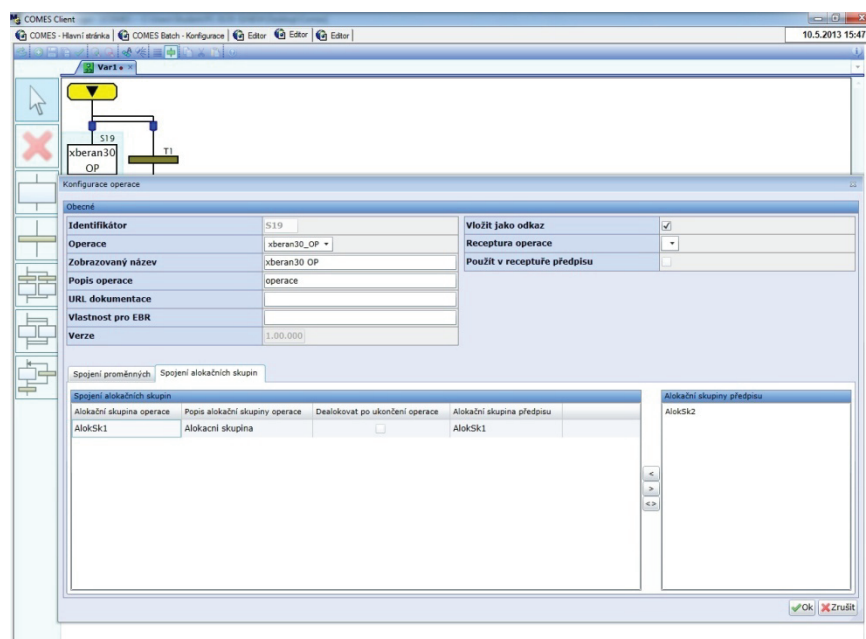 COMES Client
COMES - Hlavní stránka COMES Batch - Konfigurace Editor Editor Editor 10.5.2013 15:47
Var1
S19
T1
xberan30
OP
Konfigurace operace
Obecné
Identifikátor S19 Vložit jako odkaz
Operace xberan30_OP Receptura operace
Zobrazovaný název xberan30 OP Použít v receptuře předpisu
Popis operace operace
URL dokumentace
Vlastnost pro EBR
Verze 1.00.000
Spojení proměnných Spojení alokačních skupin
Spojení alokačních skupin Alokační skupiny předpisu
Alokační skupina operace Popis alokační skupiny operace Dealokovat po ukončení operace Alokační skupina předpisu AlokSk2
AlokSk1 Alokacni skupina AlokSk1
<
>
<>
Ok Zrušit